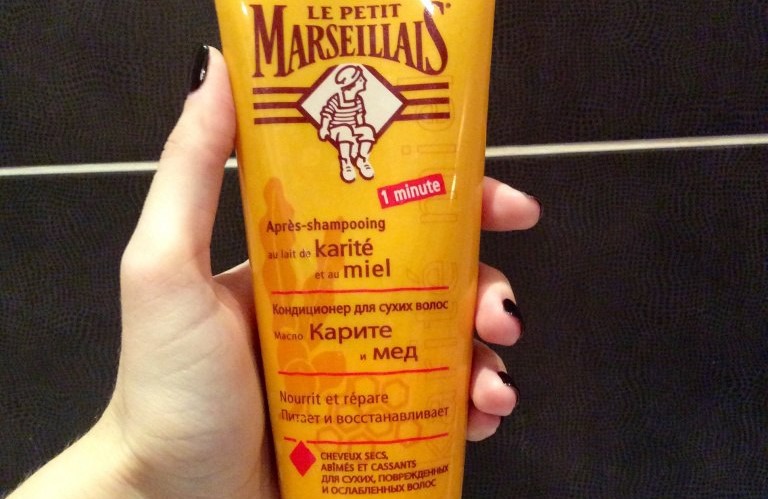 LE PETIT
MARSEILLAIS®
1 minute
Après-shampooing
au lait de karité
et au miel
Кондиционер для сухих волос
Масло Карите
и мед
Nourrit et répare
Питает и восстанавливает
CHEVEUX SECS,
ABÎMÉS ET CASSANTS
ДЛЯ СУХИХ, ПОВРЕЖДЕННЫХ
И ОСЛАБЛЕННЫХ ВОЛОС